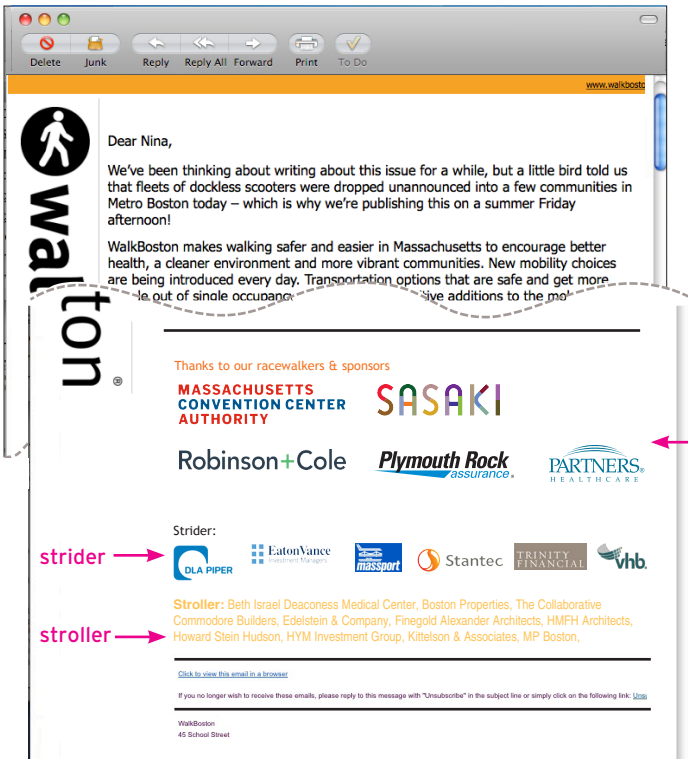 Delete Junk Reply Reply All Forward Print To Do
www.walkbosto
walk
ton
®
Dear Nina,
We've been thinking about writing about this issue for a while, but a little bird told us
that fleets of dockless scooters were dropped unannounced into a few communities in
Metro Boston today – which is why we're publishing this on a summer Friday
afternoon!
WalkBoston makes walking safer and easier in Massachusetts to encourage better
health, a cleaner environment and more vibrant communities. New mobility choices
are being introduced every day. Transportation options that are safe and get more
out of single additions to the
Thanks to our racewalkers & sponsors
MASSACHUSETTS
CONVENTION CENTER
AUTHORITY
SASAKI
Robinson+Cole
Plymouth Rock
assurance®
PARTNERS®
HEALTHCARE
Strider:
strider
DLA PIPER
EatonVance
Investment Managers
massport
Stantec
TRINITY
FINANCIAL
vhb.
stroller
Stroller: Beth Israel Deaconess Medical Center, Boston Properties, The Collaborative
Commodore Builders, Edelstein & Company, Finegold Alexander Architects, HMFH Architects,
Howard Stein Hudson, HYM Investment Group, Kittelson & Associates, MP Boston,
Click to view this email in a browser
If you no longer wish to receive these emails, please reply to this message with "Unsubscribe" in the subject line or simply click on the following link: Unsu
WalkBoston
45 School Street